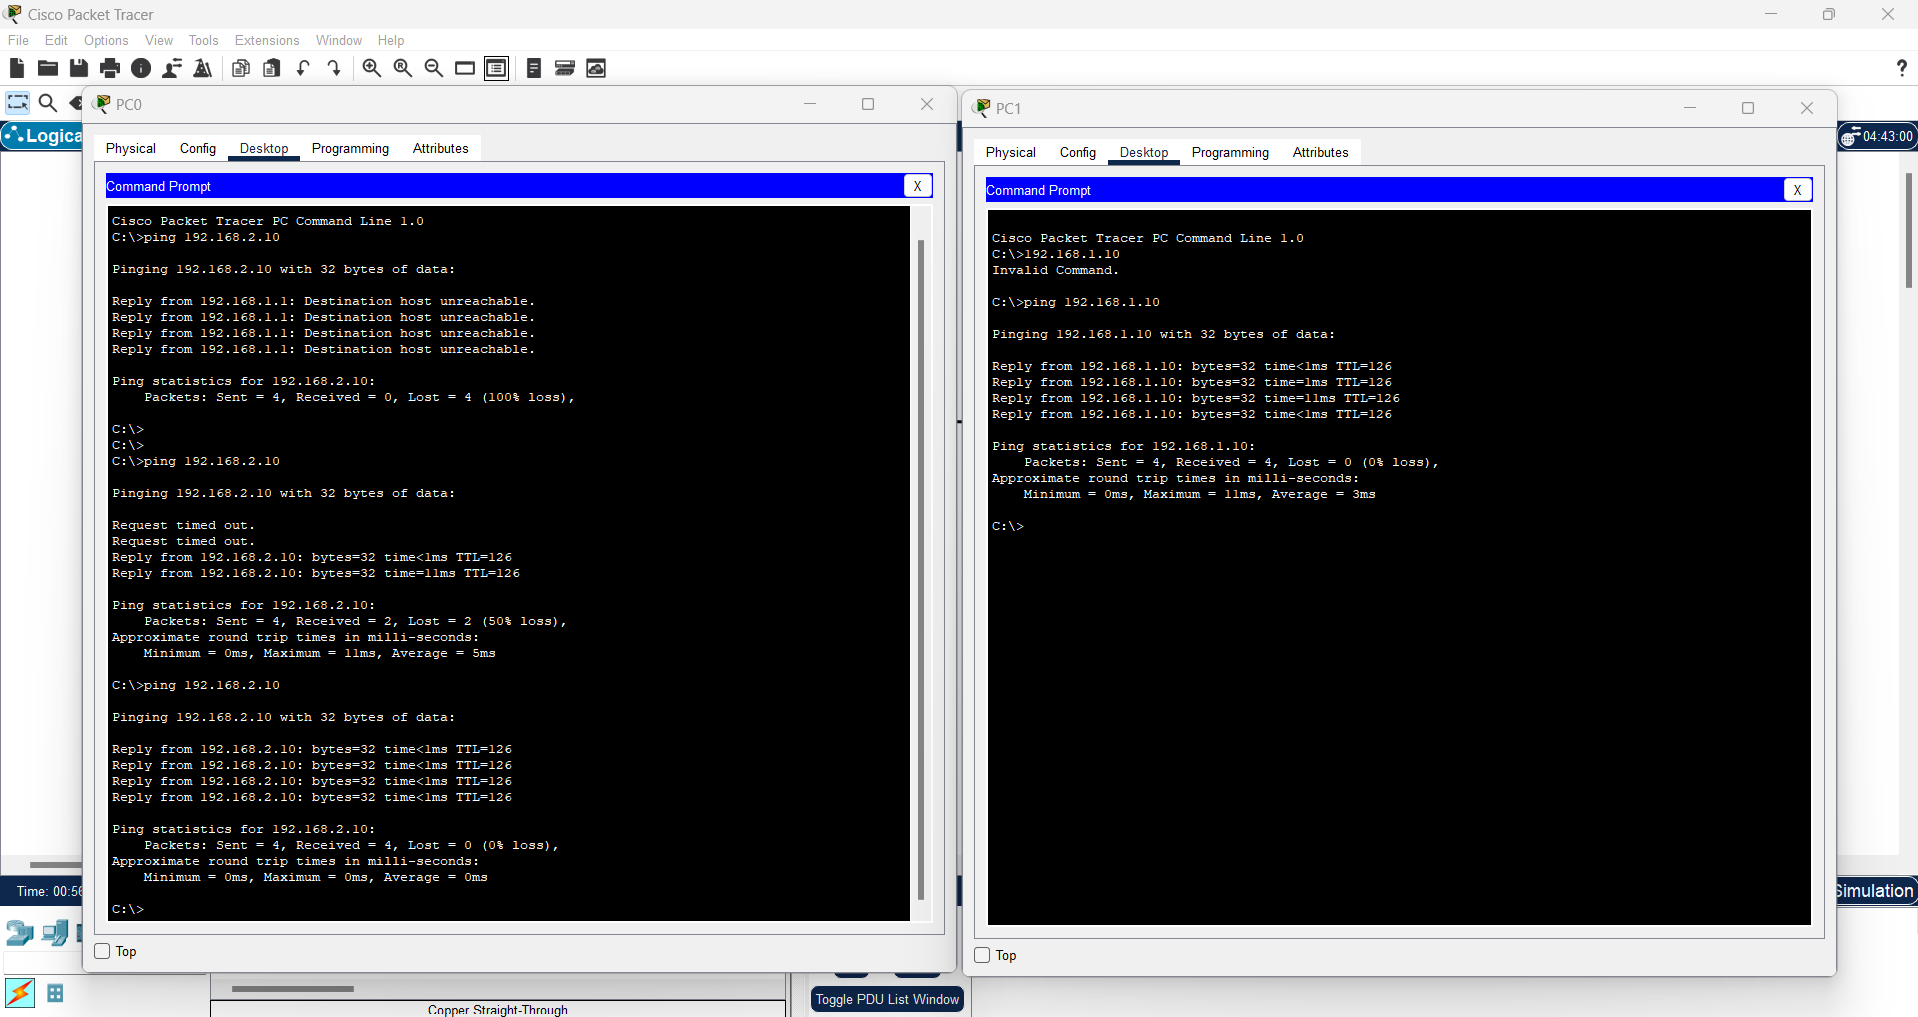 Cisco Packet Tracer
File Edit Options View Tools Extensions Window Help
?
Logica
04:43:00
PC0
Physical Config Desktop Programming Attributes
Command Prompt X
Cisco Packet Tracer PC Command Line 1.0
C:\>ping 192.168.2.10
Pinging 192.168.2.10 with 32 bytes of data:
Reply from 192.168.1.1: Destination host unreachable.
Reply from 192.168.1.1: Destination host unreachable.
Reply from 192.168.1.1: Destination host unreachable.
Reply from 192.168.1.1: Destination host unreachable.
Ping statistics for 192.168.2.10:
Packets: Sent = 4, Received = 0, Lost = 4 (100% loss),
C:\>
C:\>
C:\>ping 192.168.2.10
Pinging 192.168.2.10 with 32 bytes of data:
Request timed out.
Request timed out.
Reply from 192.168.2.10: bytes=32 time<1ms TTL=126
Reply from 192.168.2.10: bytes=32 time=11ms TTL=126
Ping statistics for 192.168.2.10:
Packets: Sent = 4, Received = 2, Lost = 2 (50% loss),
Approximate round trip times in milli-seconds:
Minimum = 0ms, Maximum = 11ms, Average = 5ms
C:\>ping 192.168.2.10
Pinging 192.168.2.10 with 32 bytes of data:
Reply from 192.168.2.10: bytes=32 time<1ms TTL=126
Reply from 192.168.2.10: bytes=32 time<1ms TTL=126
Reply from 192.168.2.10: bytes=32 time<1ms TTL=126
Reply from 192.168.2.10: bytes=32 time<1ms TTL=126
Ping statistics for 192.168.2.10:
Packets: Sent = 4, Received = 4, Lost = 0 (0% loss),
Approximate round trip times in milli-seconds:
Minimum = 0ms, Maximum = 0ms, Average = 0ms
C:\>
Top
PC1
Physical Config Desktop Programming Attributes
Command Prompt X
Cisco Packet Tracer PC Command Line 1.0
C:\>192.168.1.10
Invalid Command.
C:\>ping 192.168.1.10
Pinging 192.168.1.10 with 32 bytes of data:
Reply from 192.168.1.10: bytes=32 time<1ms TTL=126
Reply from 192.168.1.10: bytes=32 time=1ms TTL=126
Reply from 192.168.1.10: bytes=32 time=11ms TTL=126
Reply from 192.168.1.10: bytes=32 time<1ms TTL=126
Ping statistics for 192.168.1.10:
Packets: Sent = 4, Received = 4, Lost = 0 (0% loss),
Approximate round trip times in milli-seconds:
Minimum = 0ms, Maximum = 11ms, Average = 3ms
C:\>
Top
Time: 00:56
Simulation
Toggle PDU List Window
Copper Straight-Through